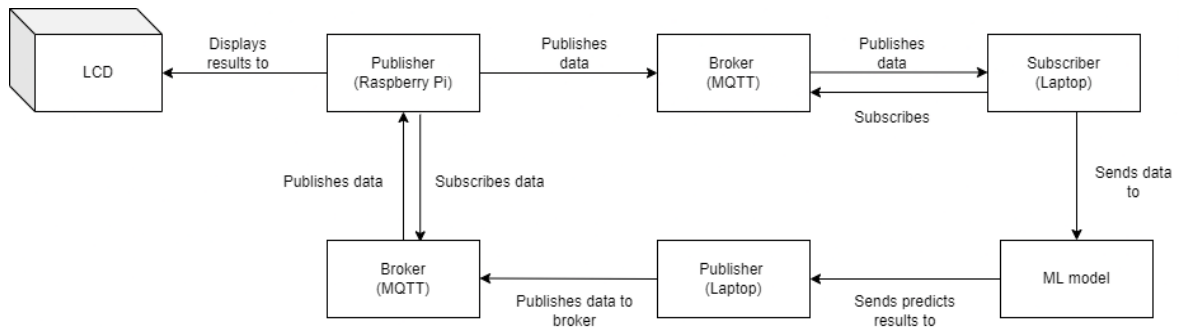 LCD
Displays
results to
Publisher
(Raspberry Pi)
Publishes
data
Broker
(MQTT)
Publishes
data
Subscribes
Subscriber
(Laptop)
Publishes data
Subscribes data
Sends data
to
Broker
(MQTT)
Publishes data to
broker
Publisher
(Laptop)
Sends predicts
results to
ML model